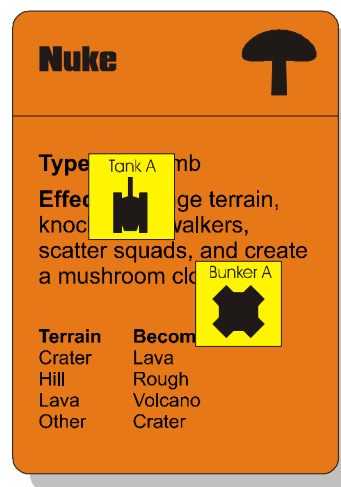 Nuke
Type mb
Tank A
Effec ge terrain,
knoc walkers,
scatter squads, and create
a mushroom clo
Bunker A
Terrain Becom
Crater Lava
Hill Rough
Lava Volcano
Other Crater